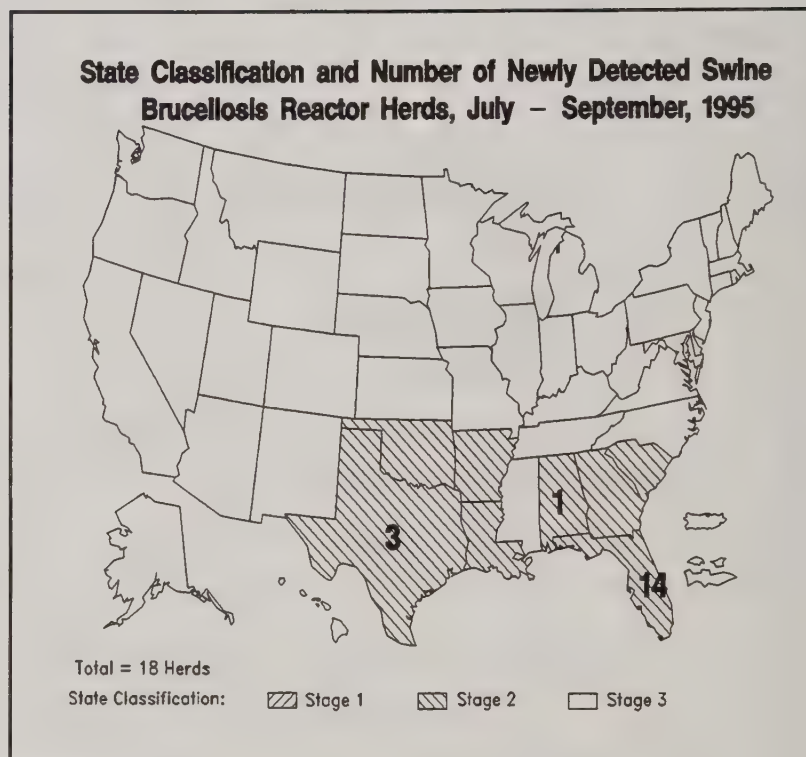 State Classification and Number of Newly Detected Swine
Brucellosis Reactor Herds, July – September, 1995
1
3
14
Total = 18 Herds
State Classification: Stage 1 Stage 2 Stage 3